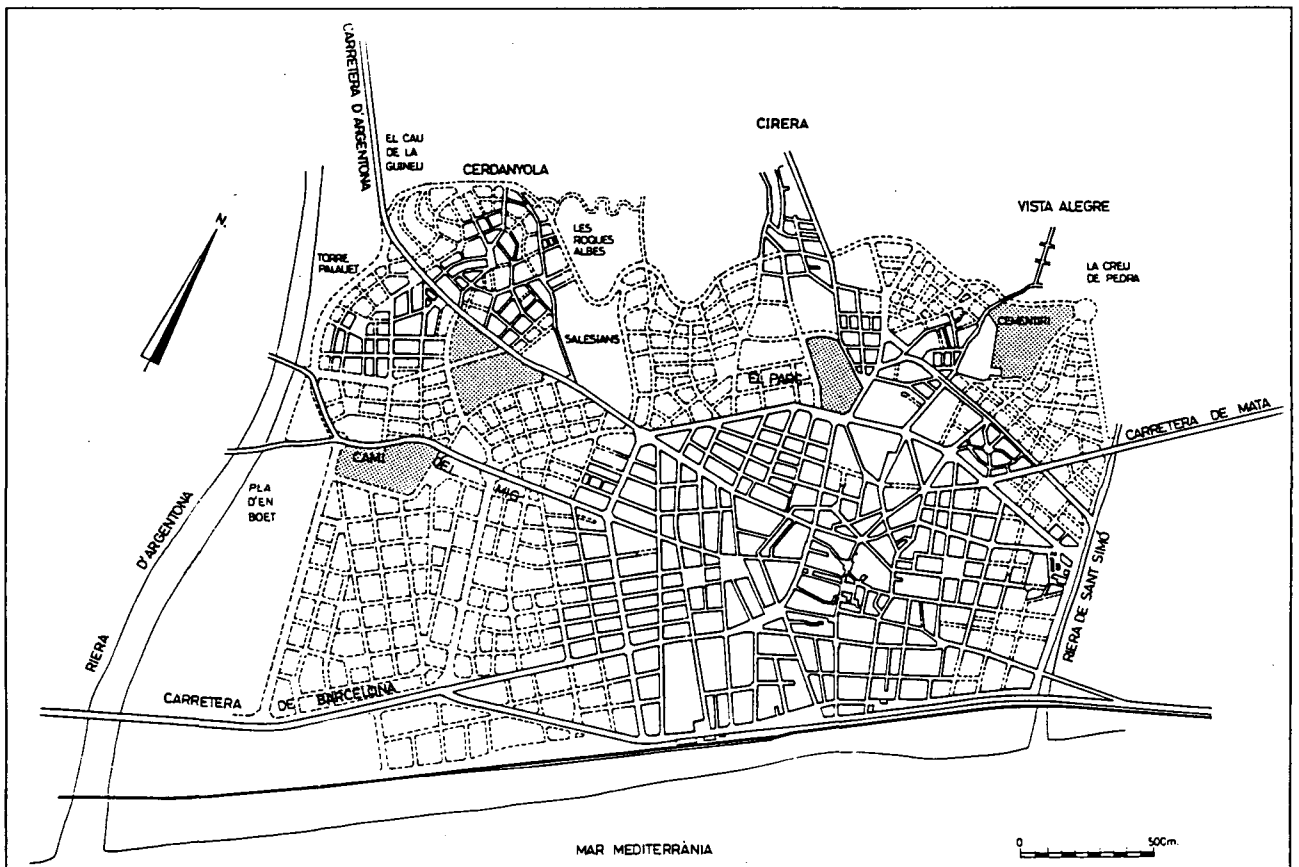 CARRETERA D'ARGENTONA
EL CAU
DE LA
GUINEU
CERDANYOLA
CIRERA
VISTA ALEGRE
N.
LES
ROQUES
ALBES
LA CREU
DE PEDRA
TORRE
PALAUET
CEMENTIRI
SALESIANS
EL PARC
CARRETERA DE MATA
CAMÍ DEL MIG
PLA
D'EN
BOET
RIERA D'ARGENTONA
RIERA DE SANT SIMÓ
CARRETERA DE BARCELONA
MAR MEDITERRÀNIA
0 50Cm.